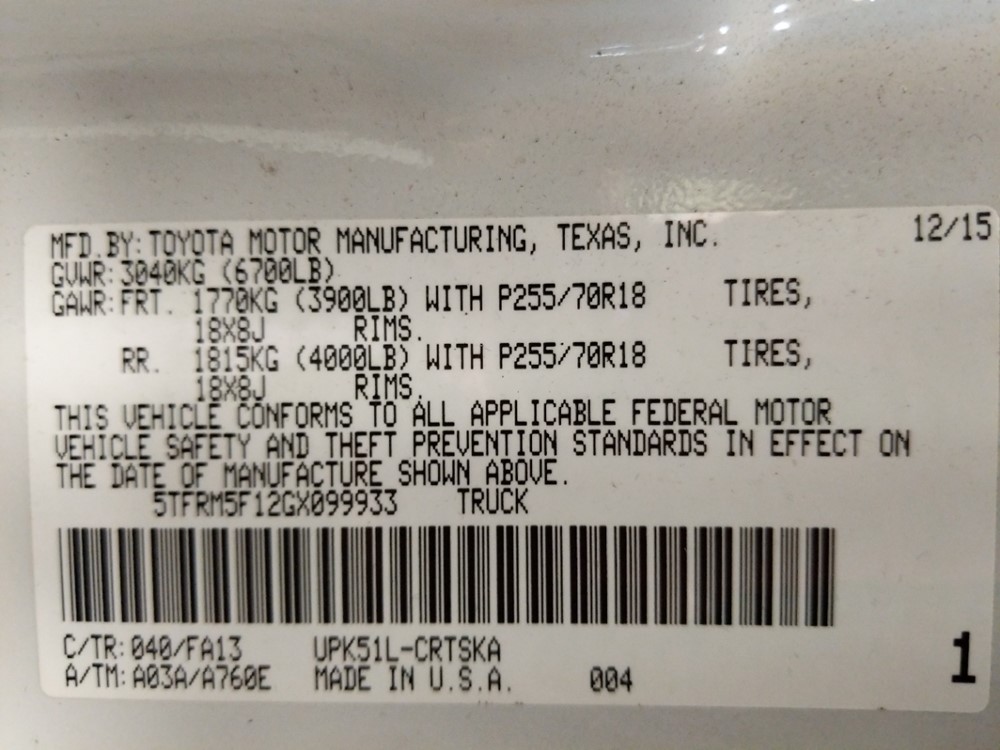 MFD.BY:TOYOTA MOTOR MANUFACTURING, TEXAS, INC. 12/15
GVWR:3040KG (6700LB)
GAWR:FRT. 1770KG (3900LB) WITH P255/70R18 TIRES,
18X8J RIMS.
RR. 1815KG (4000LB) WITH P255/70R18 TIRES,
18X8J RIMS.
THIS VEHICLE CONFORMS TO ALL APPLICABLE FEDERAL MOTOR
VEHICLE SAFETY AND THEFT PREVENTION STANDARDS IN EFFECT ON
THE DATE OF MANUFACTURE SHOWN ABOVE.
5TFRM5F12GX099933 TRUCK
C/TR:040/FA13 UPK51L-CRTSKA
A/TM:A03A/A760E MADE IN U.S.A. 004
1